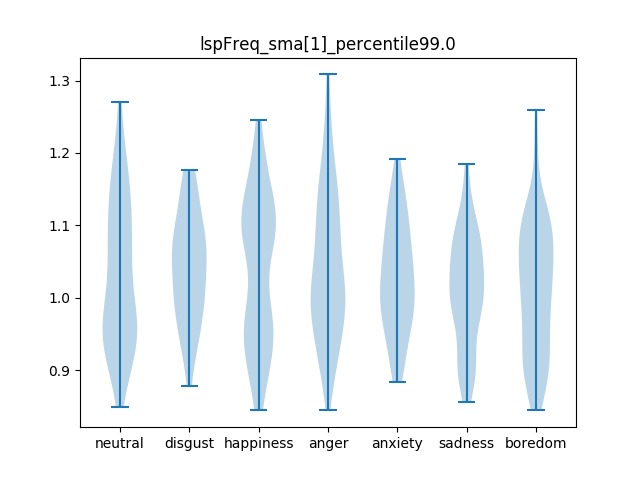 lspFreq_sma[1]_percentile99.0
1.3
1.2
1.1
1.0
0.9
neutral disgust happiness anger anxiety sadness boredom